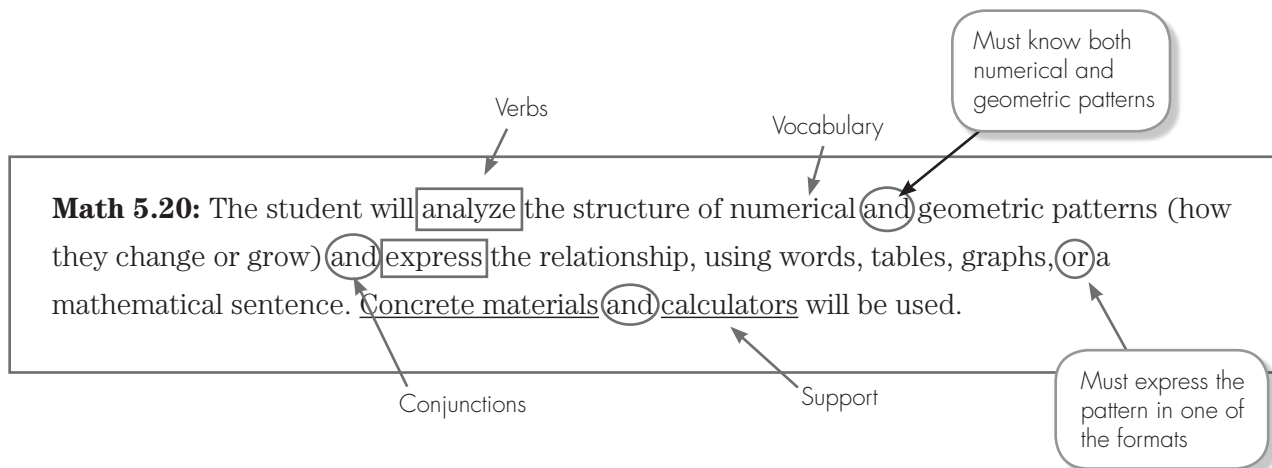 Must know both
numerical and
geometric patterns
Verbs
Vocabulary
Math 5.20: The student will analyze the structure of numerical and geometric patterns (how
they change or grow) and express the relationship, using words, tables, graphs, or a
mathematical sentence. Concrete materials and calculators will be used.
Conjunctions
Support
Must express the
pattern in one of
the formats